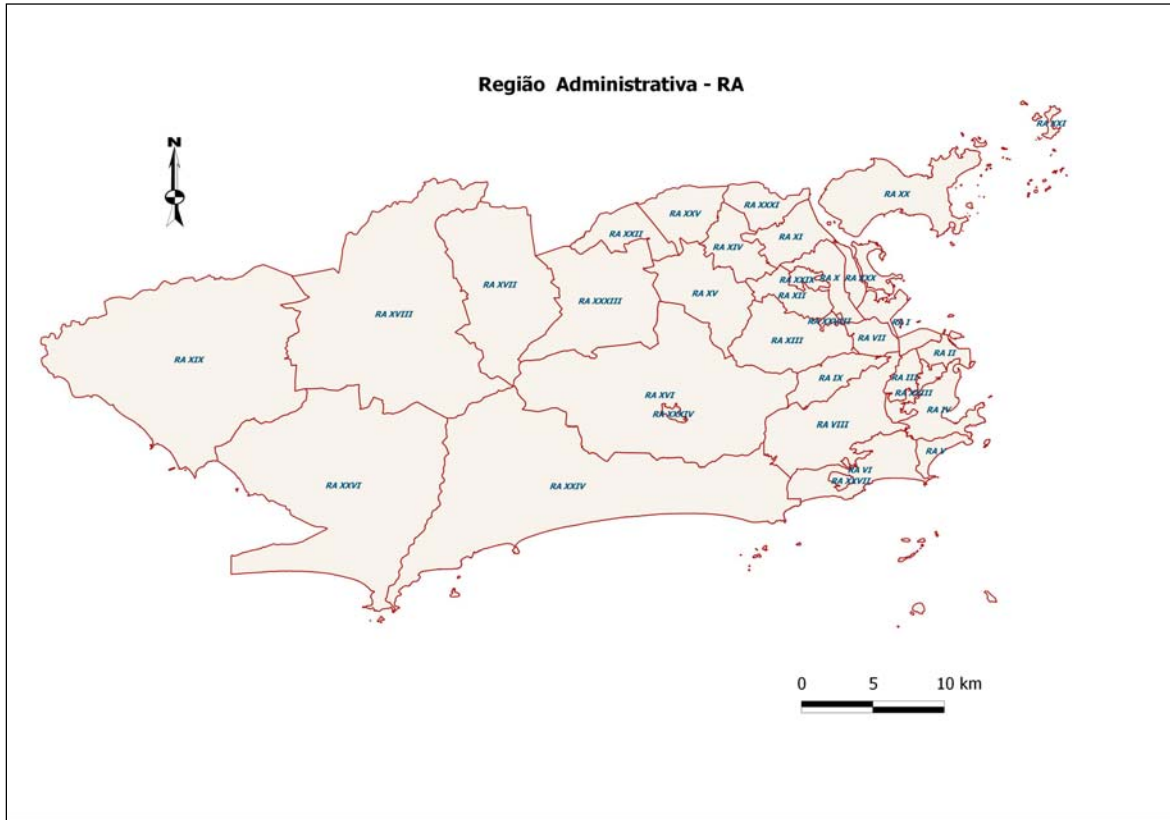 Região Administrativa - RA
N
RA XXI
RA XX
RA XXXI
RA XXV
RA XXII
RA XI
RA XIV
RA XXIX
RA X
RA XXX
RA XVII
RA XV
RA XII
RA XXXIII
RA XVIII
RA XXVIII
RA I
RA XIII
RA VII
RA II
RA XIX
RA IX
RA III
RA XXIII
RA XVI
RA XXXIV
RA IV
RA VIII
RA V
RA VI
RA XXVII
RA XXVI
RA XXIV
0 5 10 km